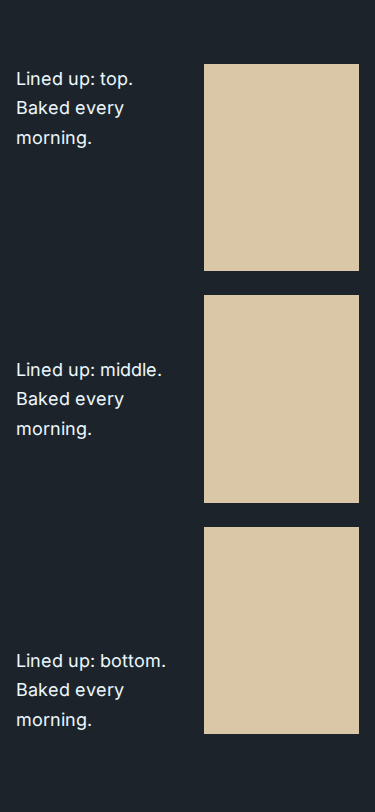 Lined up: top.
Baked every
morning.
Lined up: middle.
Baked every
morning.
Lined up: bottom.
Baked every
morning.